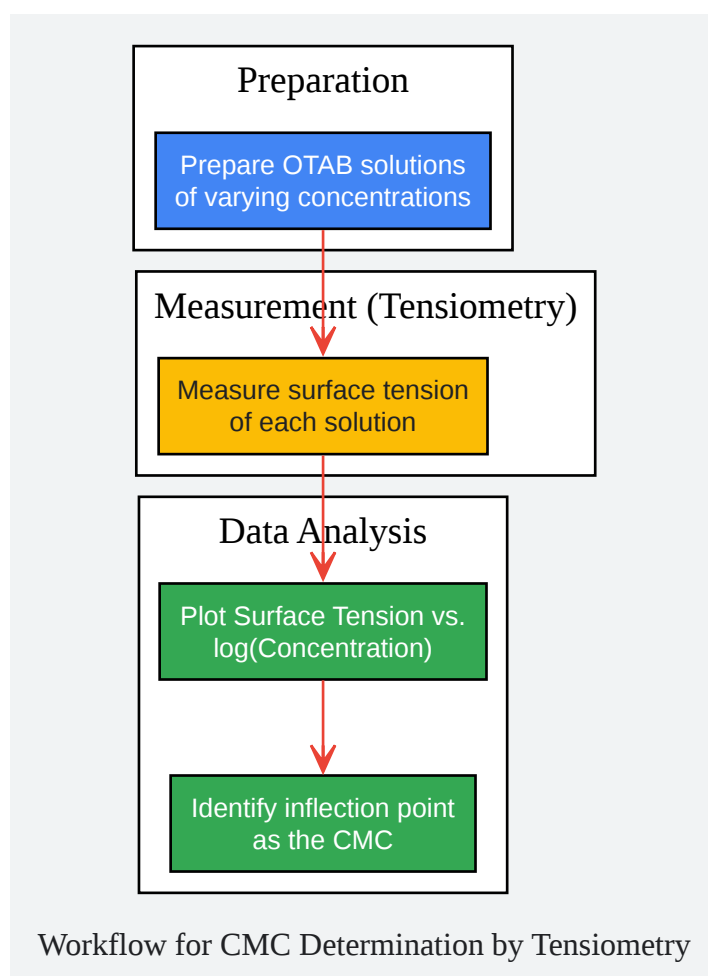 Preparation
Prepare OTAB solutions
of varying concentrations
Measurement (Tensiometry)
Measure surface tension
of each solution
Data Analysis
Plot Surface Tension vs.
log(Concentration)
Identify inflection point
as the CMC
Workflow for CMC Determination by Tensiometry